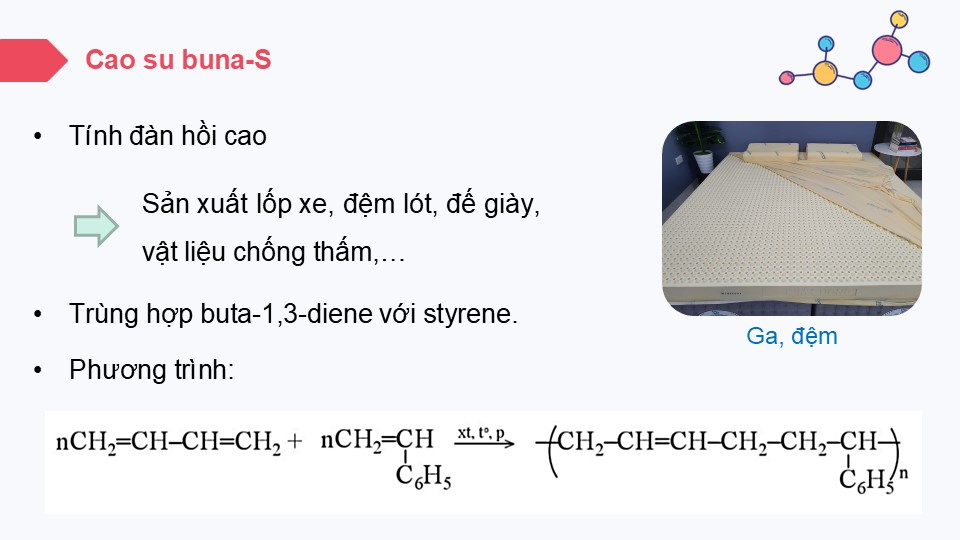 Cao su buna-S
• Tính đàn hồi cao
Sản xuất lốp xe, đệm lót, đế giày,
vật liệu chống thấm,…
• Trùng hợp buta-1,3-diene với styrene.
• Phương trình:
Ga, đệm
nCH₂=CH–CH=CH₂ + nCH₂=CH xt, t°, p (CH₂–CH=CH–CH₂–CH₂–CH)n
C₆H₅ C₆H₅